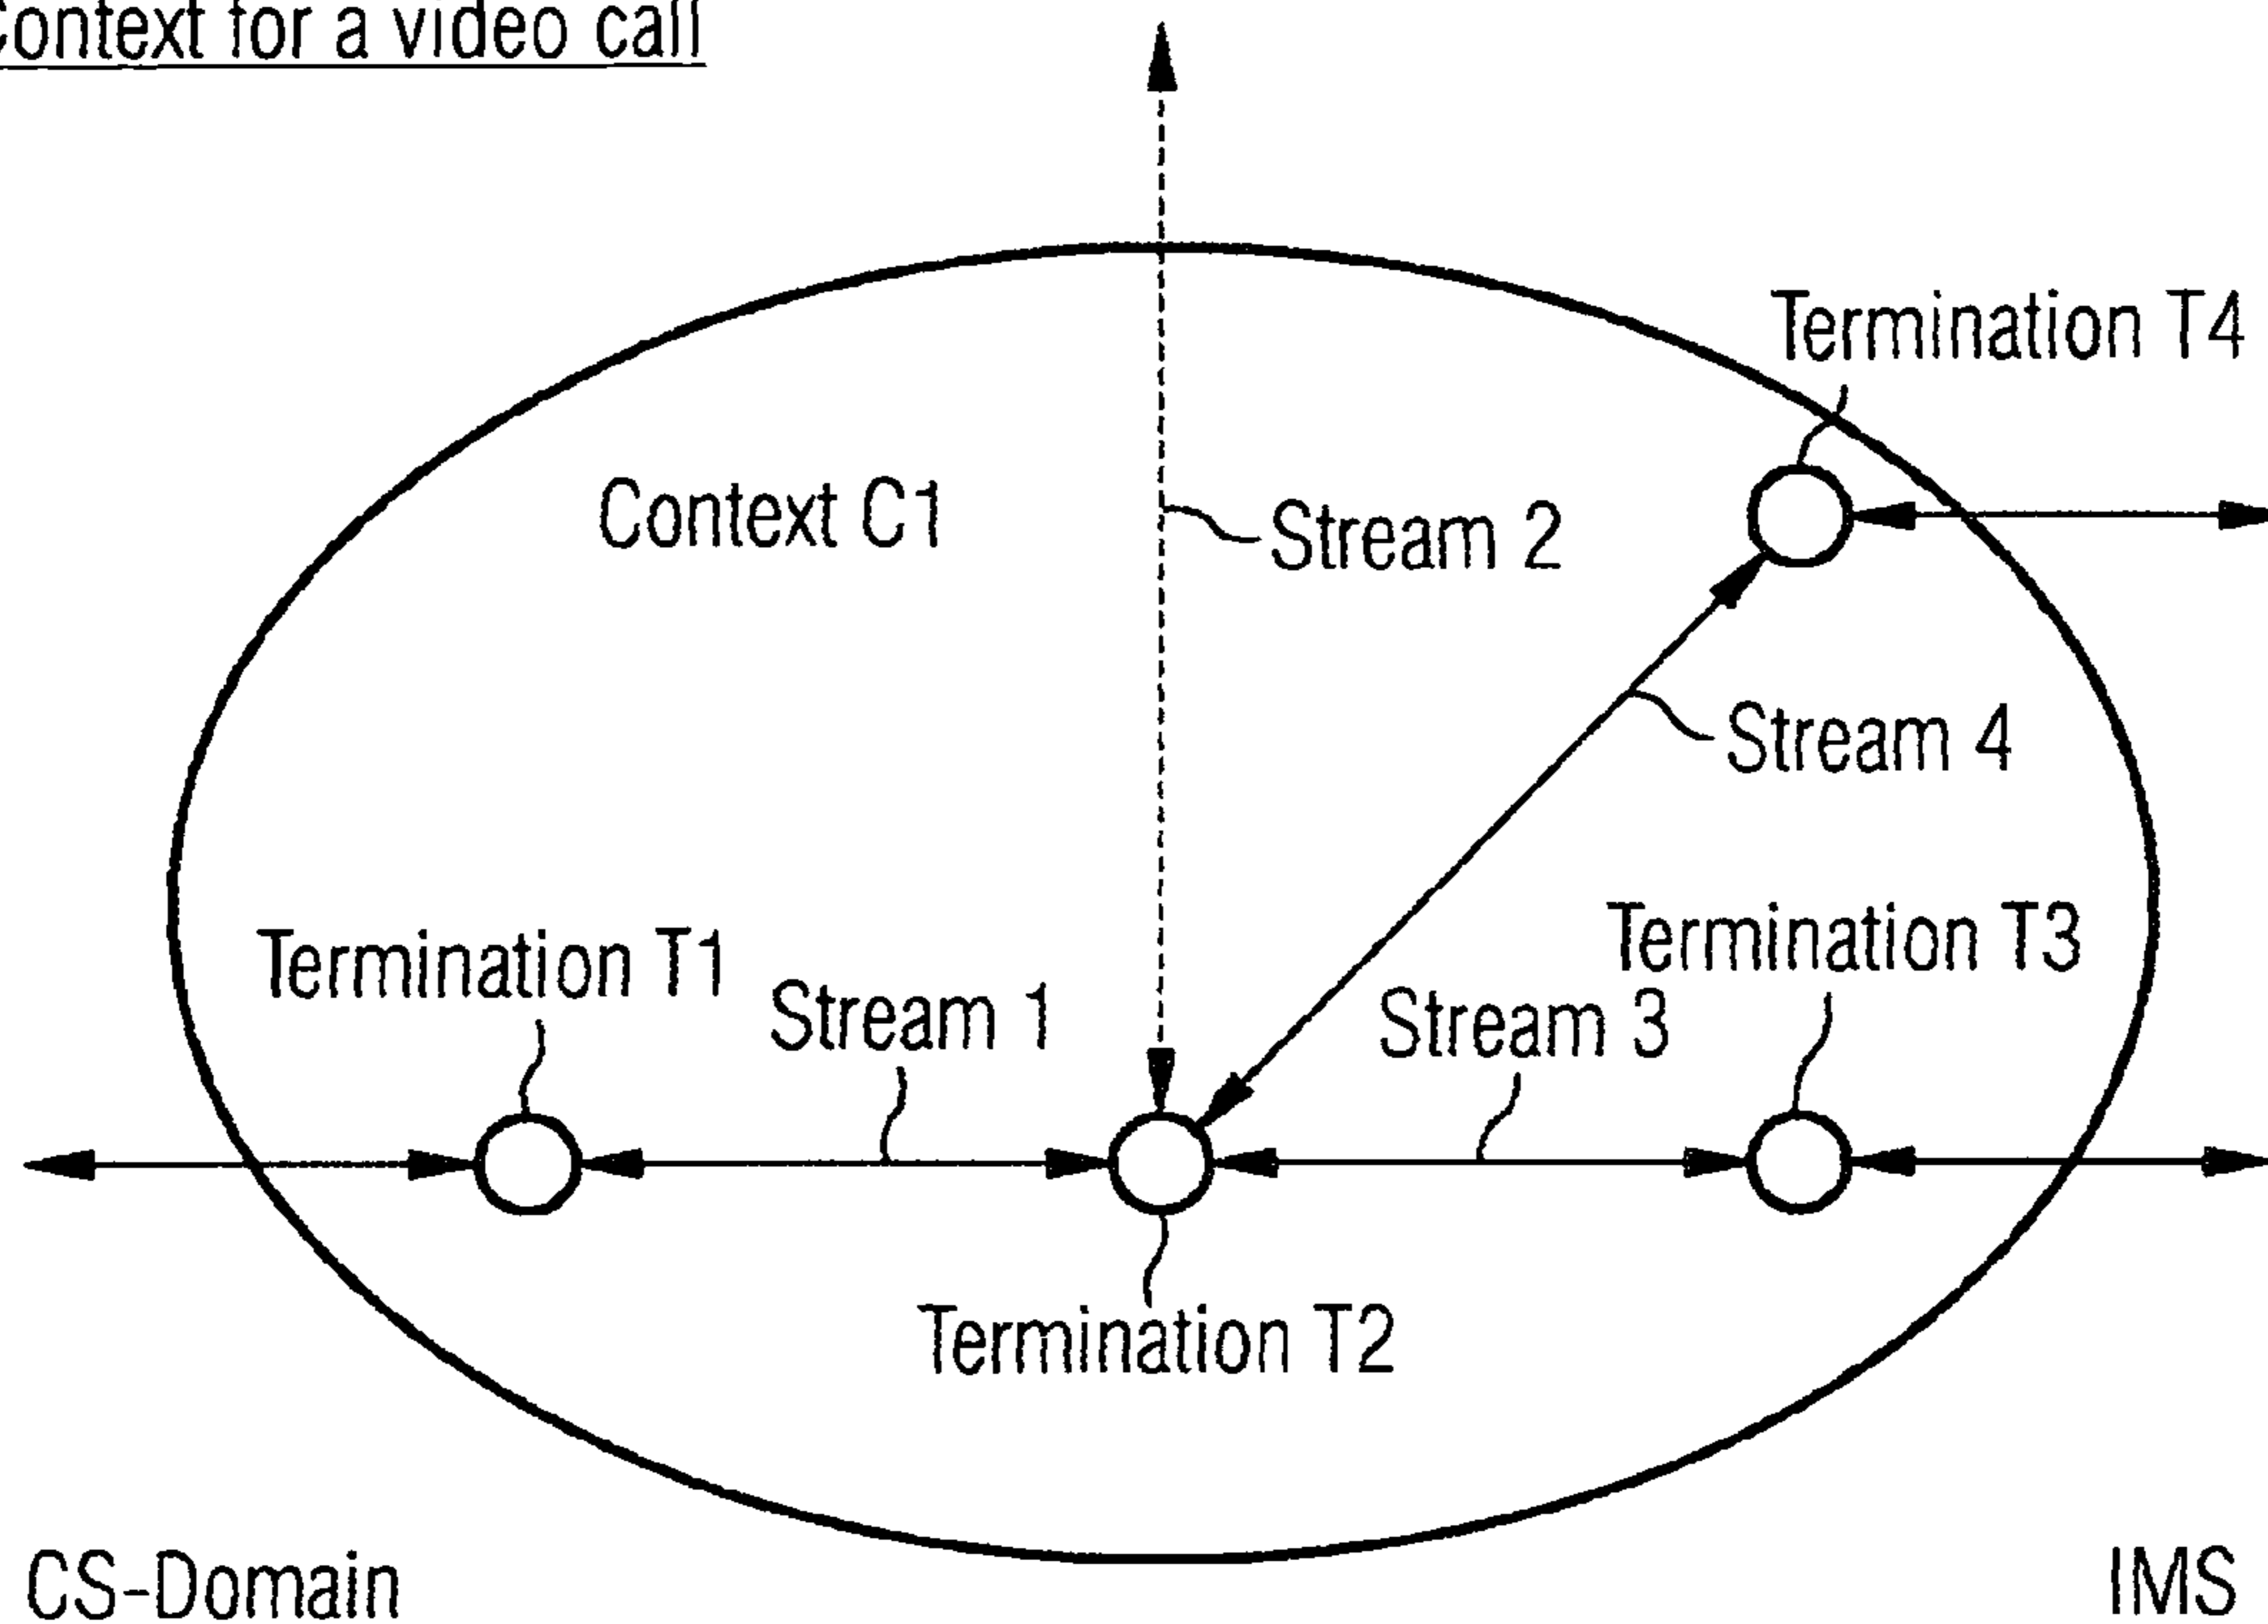 Context for a video call
Termination T4
Context C1
Stream 2
Stream 4
Termination T3
Termination T1
Stream 1
Stream 3
Termination T2
CS-Domain
IMS